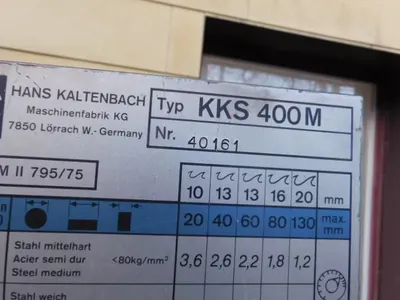 HANS KALTENBACH
Maschinenfabrik KG
7850 Lörrach W.-Germany
Typ KKS 400 M
Nr. 40161
M II 795/75
10 13 13 16 20 mm
20 40 60 80 130 max. mm
Stahl mittelhart
Acier semi dur <80kg/mm² 3,6 2,6 2,2 1,8 1,2
Steel medium
Stahl weich